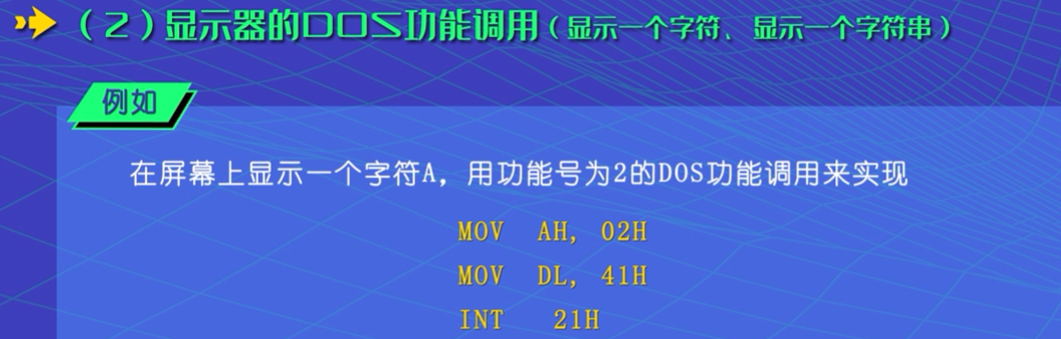 （2）显示器的DOS功能调用（显示一个字符、显示一个字符串）
例如
在屏幕上显示一个字符A，用功能号为2的DOS功能调用来实现
MOV AH, 02H
MOV DL, 41H
INT 21H